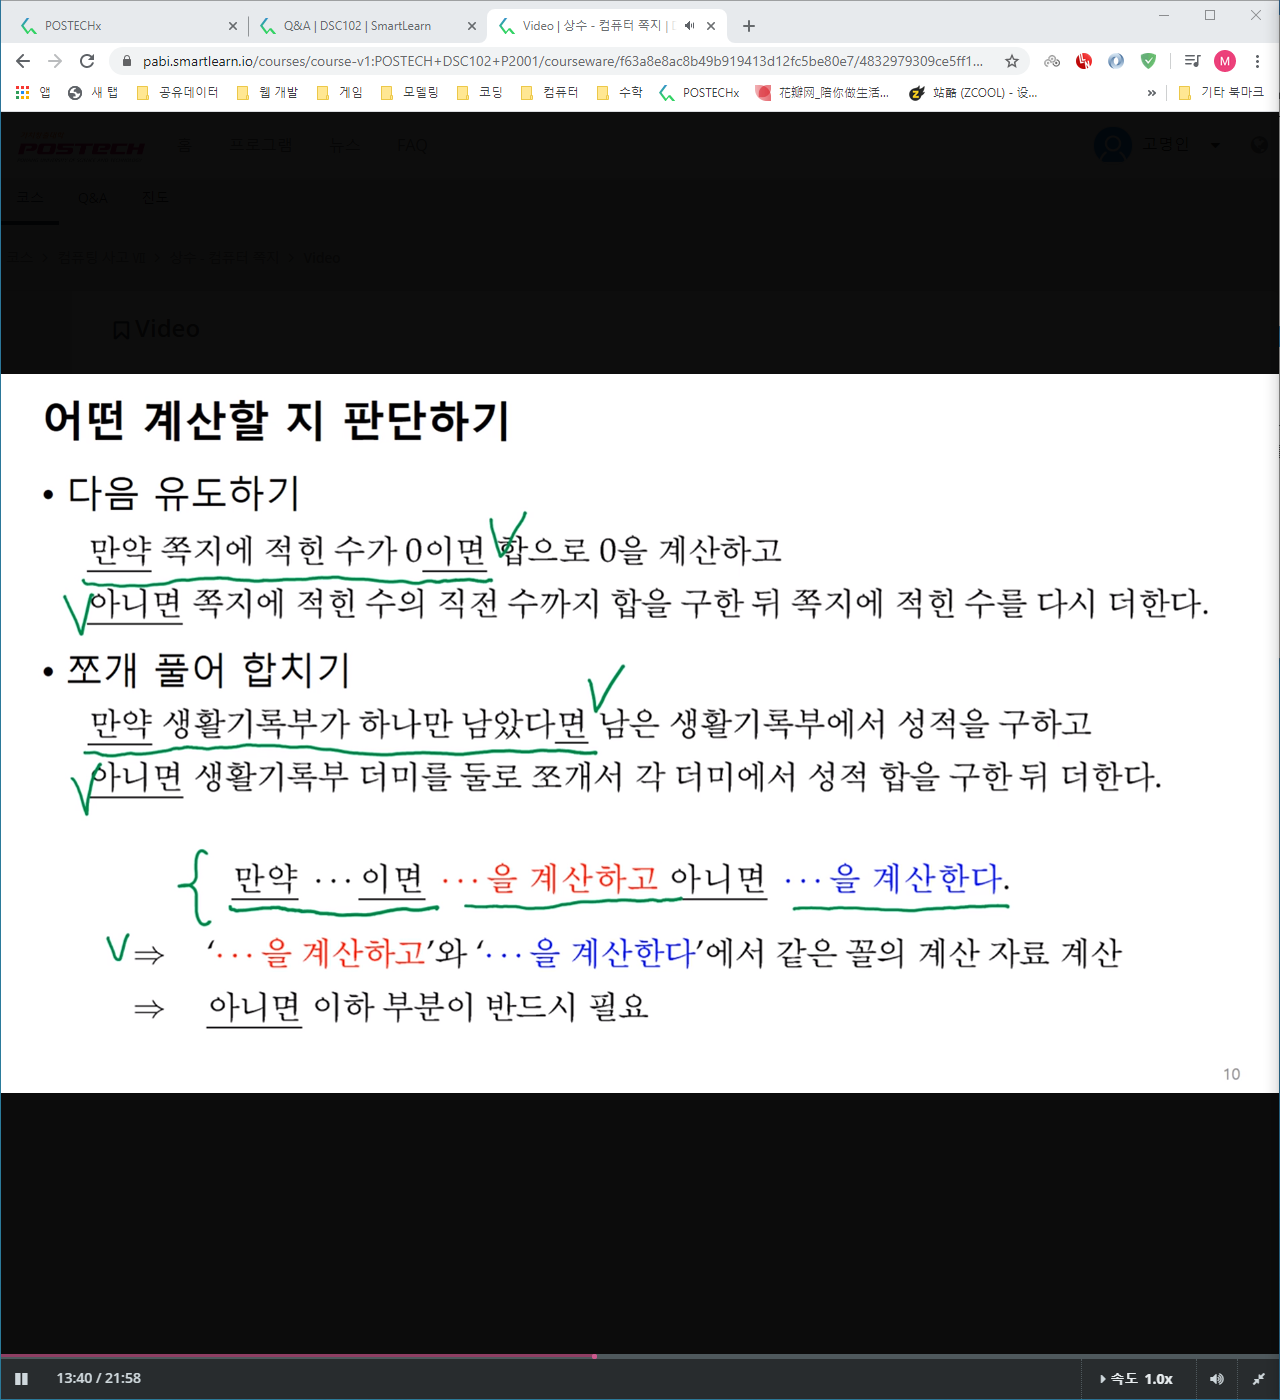 POSTECHx
Q&A | DSC102 | SmartLearn
Video | 상수 - 컴퓨터 쪽지 |
pabi.smartlearn.io/courses/course-v1:POSTECH+DSC102+P2001/courseware/f63a8e8ac8b49b919413d12fc5be80e7/4832979309ce5ff1...
M
앱
새 탭
공유데이터
웹 개발
게임
모델링
코딩
컴퓨터
수학
POSTECHx
花瓣网_陪你做生活...
站酷 (ZCOOL) - 设...
»
기타 북마크
POSTECH 홈 프로그램 뉴스 FAQ
고영인
코스 Q&A 진도
Video
Video
어떤 계산할 지 판단하기
• 다음 유도하기
만약 쪽지에 적힌 수가 0이면 합으로 0을 계산하고
아니면 쪽지에 적힌 수의 직전 수까지 합을 구한 뒤 쪽지에 적힌 수를 다시 더한다.
• 쪼개 풀어 합치기
만약 생활기록부가 하나만 남았다면 남은 생활기록부에서 성적을 구하고
아니면 생활기록부 더미를 둘로 쪼개서 각 더미에서 성적 합을 구한 뒤 더한다.
만약 ··· 이면 ··· 을 계산하고 아니면 ··· 을 계산한다.
⇒ ‘··· 을 계산하고’와 ‘··· 을 계산한다’에서 같은 꼴의 계산 자료 계산
⇒ 아니면 이하 부분이 반드시 필요
10
13:40 / 21:58
속도 1.0x